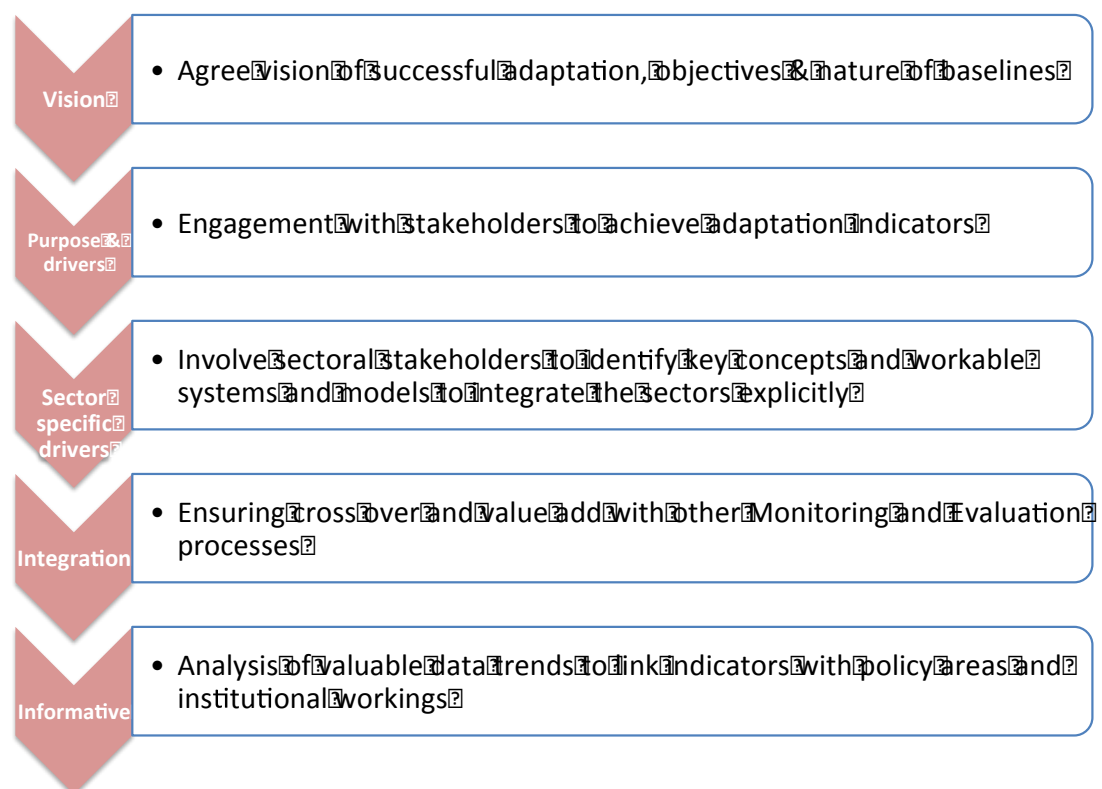 Vision
• Agree vision of successful adaptation, objectives & nature of baselines
Purpose &
drivers
• Engagement with stakeholders to achieve adaptation indicators
Sector
specific
drivers
• Involve sectoral stakeholders to identify key concepts and workable
systems and models to integrate the sectors explicitly
Integration
• Ensuring cross over and value add with other Monitoring and Evaluation
processes
Informative
• Analysis of valuable data trends to link indicators with policy areas and
institutional workings